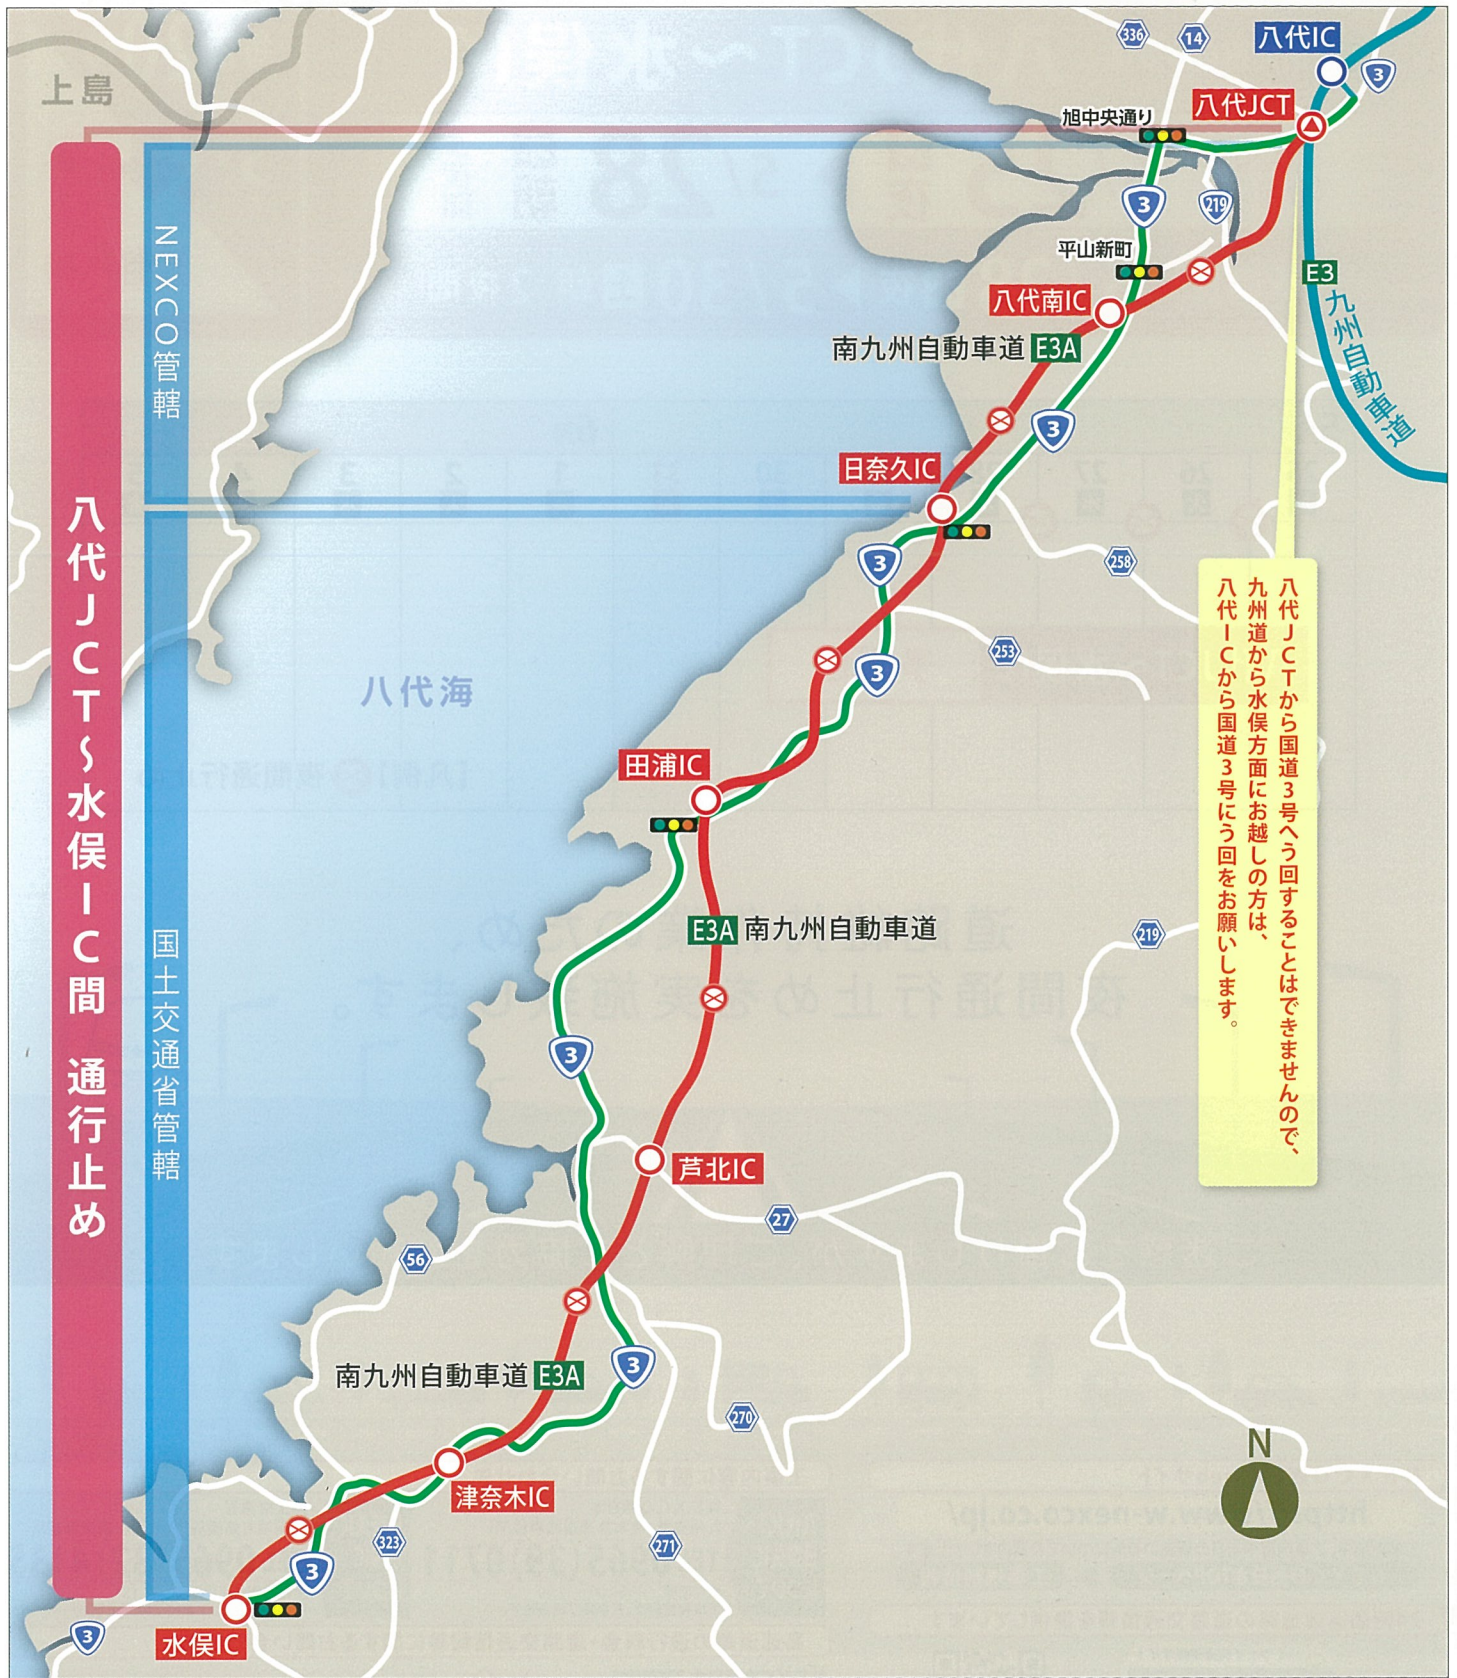 336
14
八代IC
3
上島
八代JCT
旭中央通り
3
219
平山新町
E3
九州自動車道
八代南IC
南九州自動車道 E3A
NEXCO管轄
3
日奈久IC
3
258
八代JCTから国道3号へう回することはできませんので、
九州道から水俣方面にお越しの方は、
八代ICから国道3号にう回をお願いします。
八代JCT〜水俣IC間 通行止め
253
3
八代海
田浦IC
E3A 南九州自動車道
219
国土交通省管轄
3
芦北IC
27
56
3
南九州自動車道 E3A
270
N
津奈木IC
323
271
3
3
水俣IC